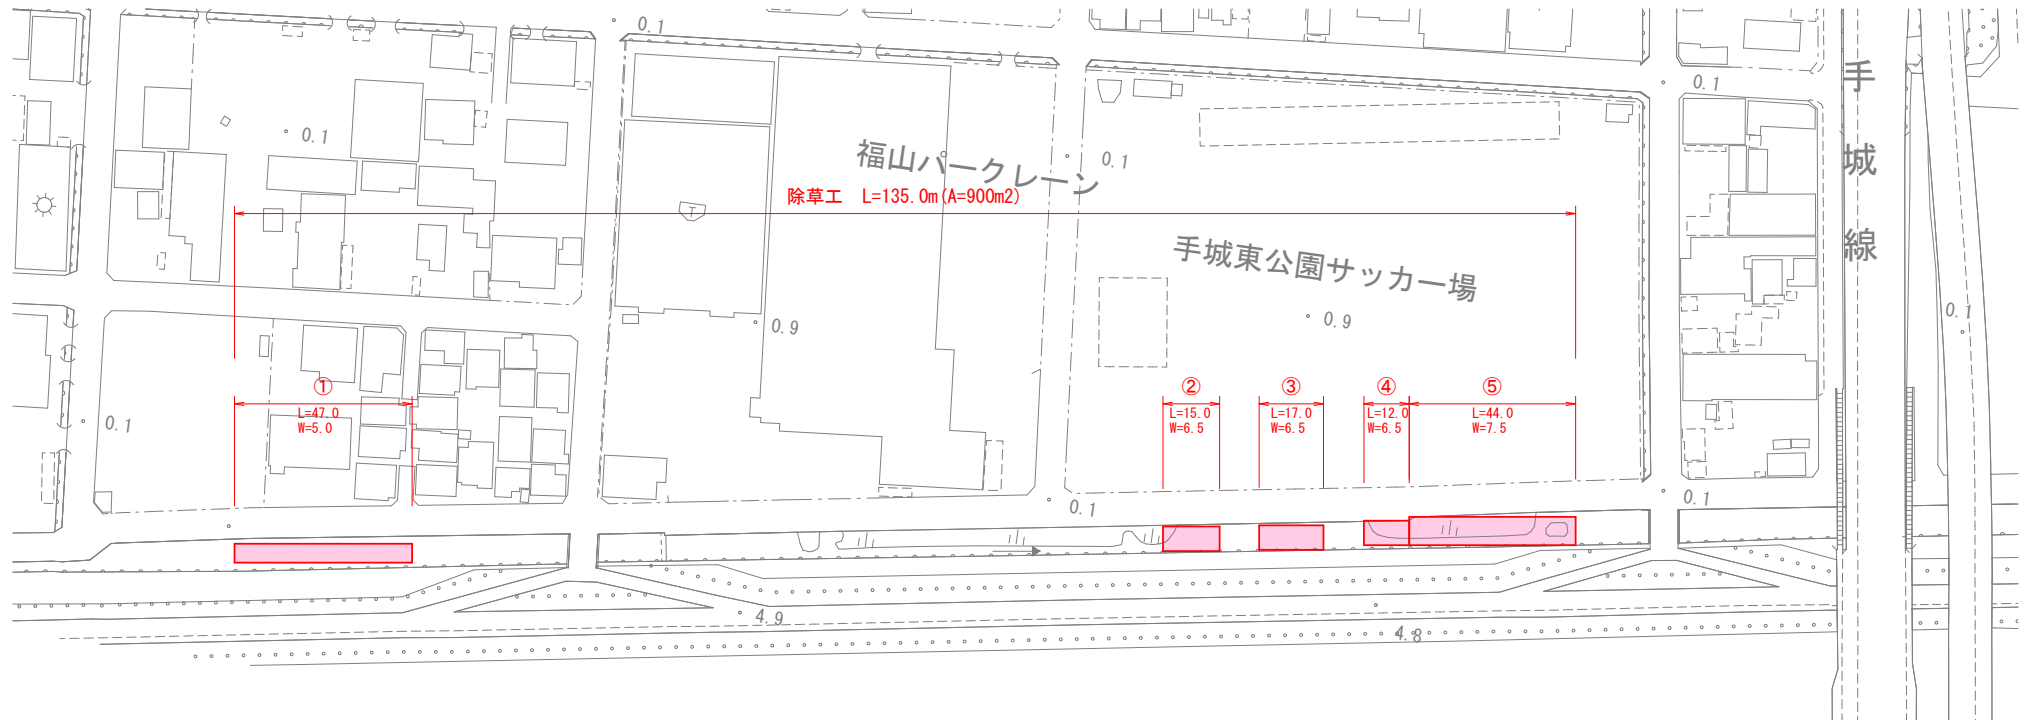 0.1
0.1
手城線
0.1
福山パークレーン
0.1
除草工 L=135.0m(A=900m2)
T
手城東公園サッカー場
0.1
0.9
0.9
①
L=47.0
W=5.0
②
L=15.0
W=6.5
③
L=17.0
W=6.5
④
L=12.0
W=6.5
⑤
L=44.0
W=7.5
0.1
0.1
0.1
4.9
4.8